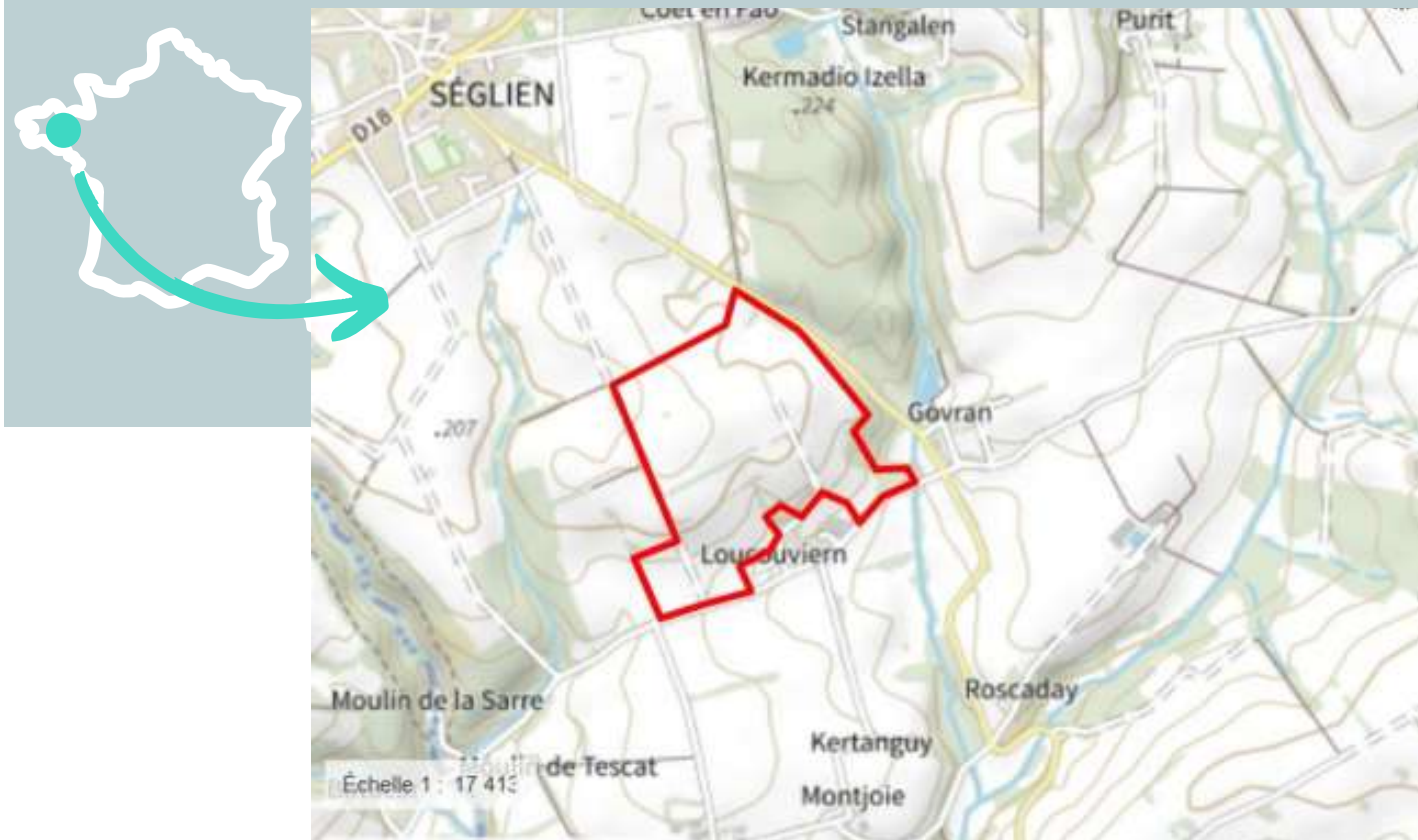 Stangalen
Purit
Kermadio Izella
.224
SÉGLIEN
D18
.207
Govran
Loucouviern
Moulin de la Sarre
Roscaday
Kertanguy
Moulin de Tescat
Montjoie
Échelle 1 : 17 413